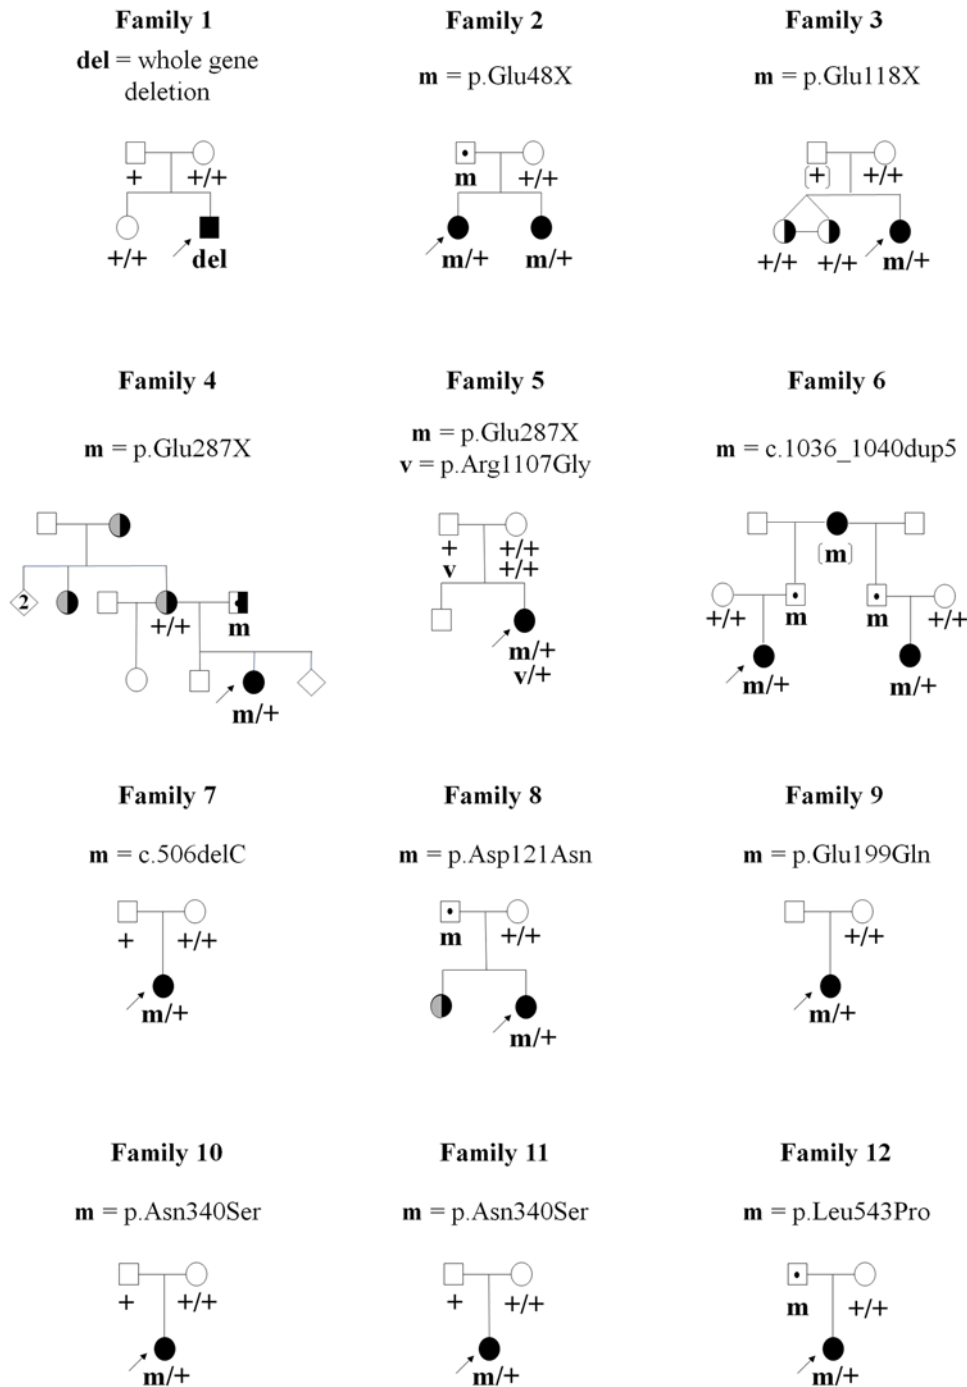 Family 1
del = whole gene
deletion
+
+/+
+/+
del
Family 2
m = p.Glu48X
m
+/+
m/+
m/+
Family 3
m = p.Glu118X
[+]
+/+
+/+
+/+
m/+
Family 4
m = p.Glu287X
2
+/+
m
m/+
Family 5
m = p.Glu287X
v = p.Arg1107Gly
+
+/+
v
+/+
m/+
v/+
Family 6
m = c.1036_1040dup5
[m]
+/+
m
m
+/+
m/+
m/+
Family 7
m = c.506delC
+
+/+
m/+
Family 8
m = p.Asp121Asn
m
+/+
m/+
Family 9
m = p.Glu199Gln
+/+
m/+
Family 10
m = p.Asn340Ser
+
+/+
m/+
Family 11
m = p.Asn340Ser
+
+/+
m/+
Family 12
m = p.Leu543Pro
m
+/+
m/+